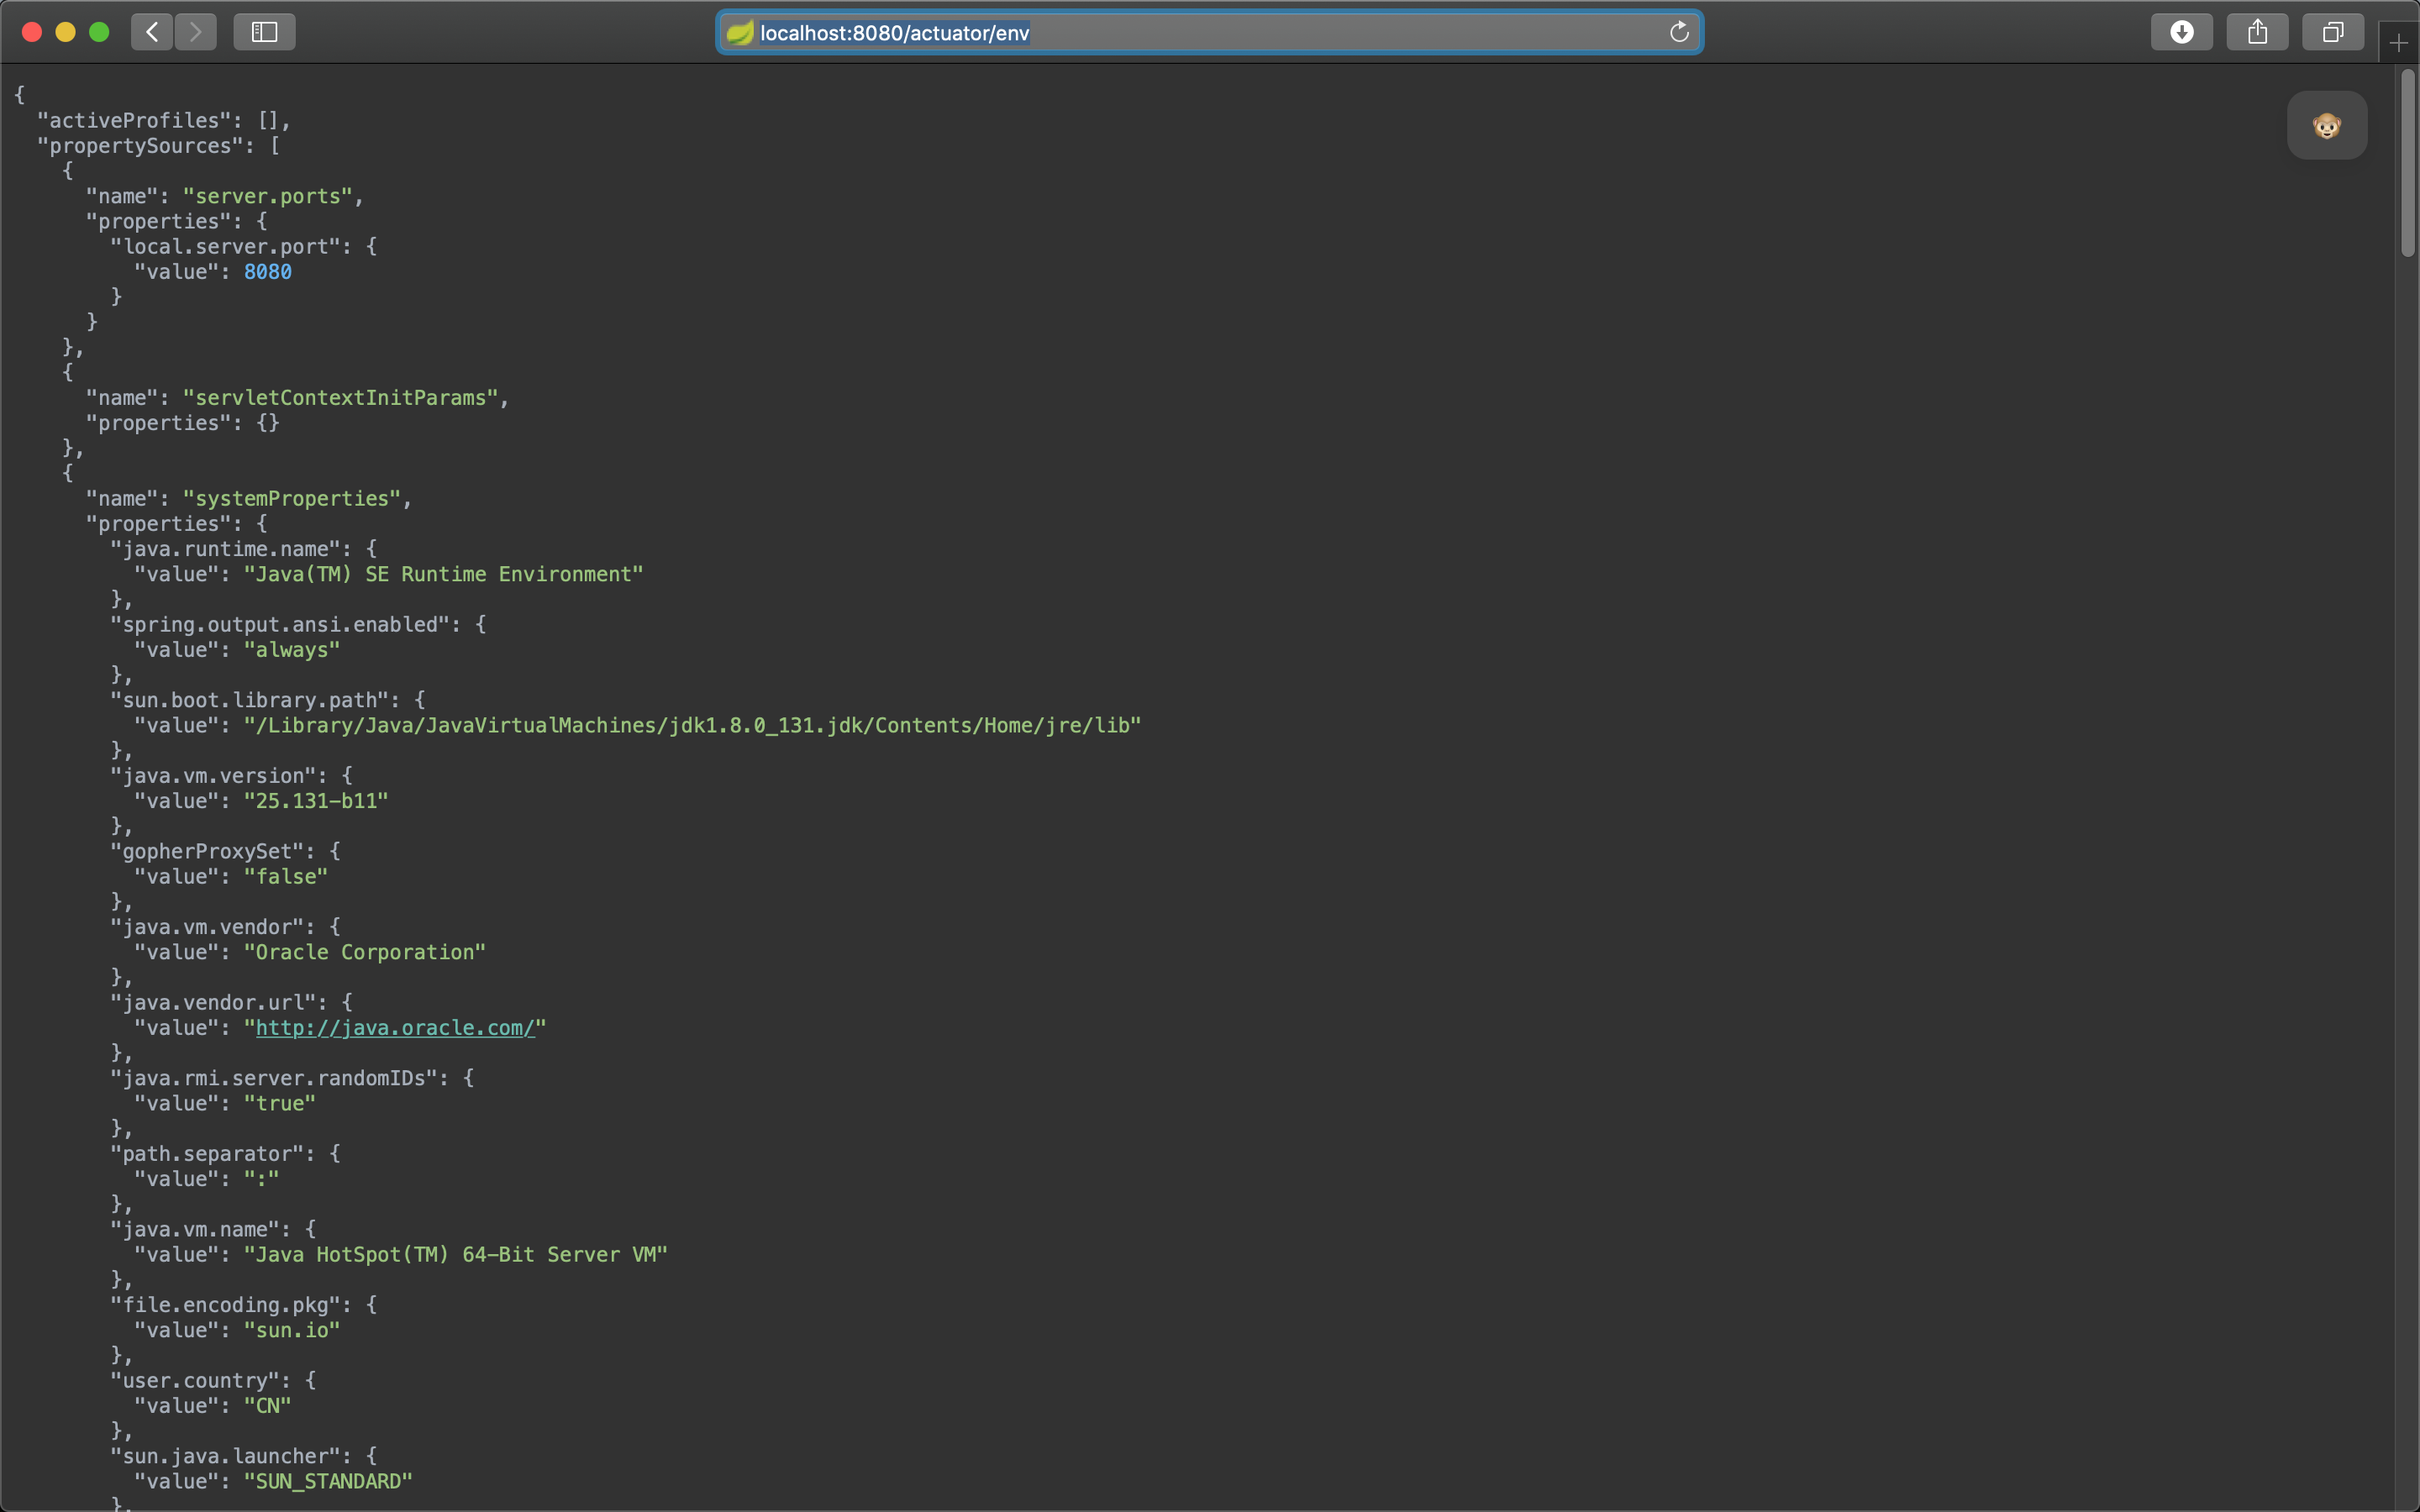 localhost:8080/actuator/env
{
  "activeProfiles": [],
  "propertySources": [
    {
      "name": "server.ports",
      "properties": {
        "local.server.port": {
          "value": 8080
        }
      }
    },
    {
      "name": "servletContextInitParams",
      "properties": {}
    },
    {
      "name": "systemProperties",
      "properties": {
        "java.runtime.name": {
          "value": "Java(TM) SE Runtime Environment"
        },
        "spring.output.ansi.enabled": {
          "value": "always"
        },
        "sun.boot.library.path": {
          "value": "/Library/Java/JavaVirtualMachines/jdk1.8.0_131.jdk/Contents/Home/jre/lib"
        },
        "java.vm.version": {
          "value": "25.131-b11"
        },
        "gopherProxySet": {
          "value": "false"
        },
        "java.vm.vendor": {
          "value": "Oracle Corporation"
        },
        "java.vendor.url": {
          "value": "http://java.oracle.com/"
        },
        "java.rmi.server.randomIDs": {
          "value": "true"
        },
        "path.separator": {
          "value": ":"
        },
        "java.vm.name": {
          "value": "Java HotSpot(TM) 64-Bit Server VM"
        },
        "file.encoding.pkg": {
          "value": "sun.io"
        },
        "user.country": {
          "value": "CN"
        },
        "sun.java.launcher": {
          "value": "SUN_STANDARD"
        },